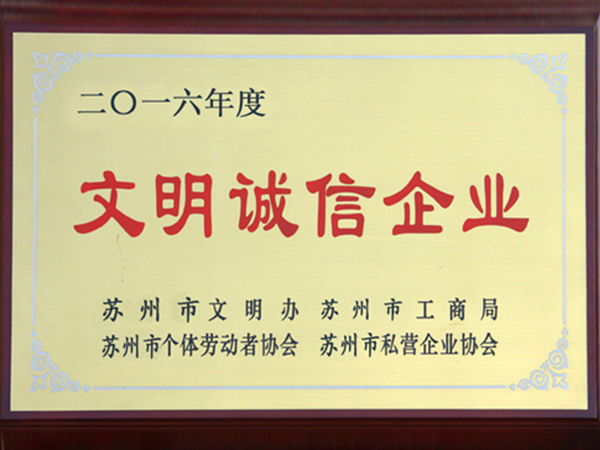 二〇一六年度
文明诚信企业
苏州市文明办 苏州市工商局
苏州市个体劳动者协会 苏州市私营企业协会